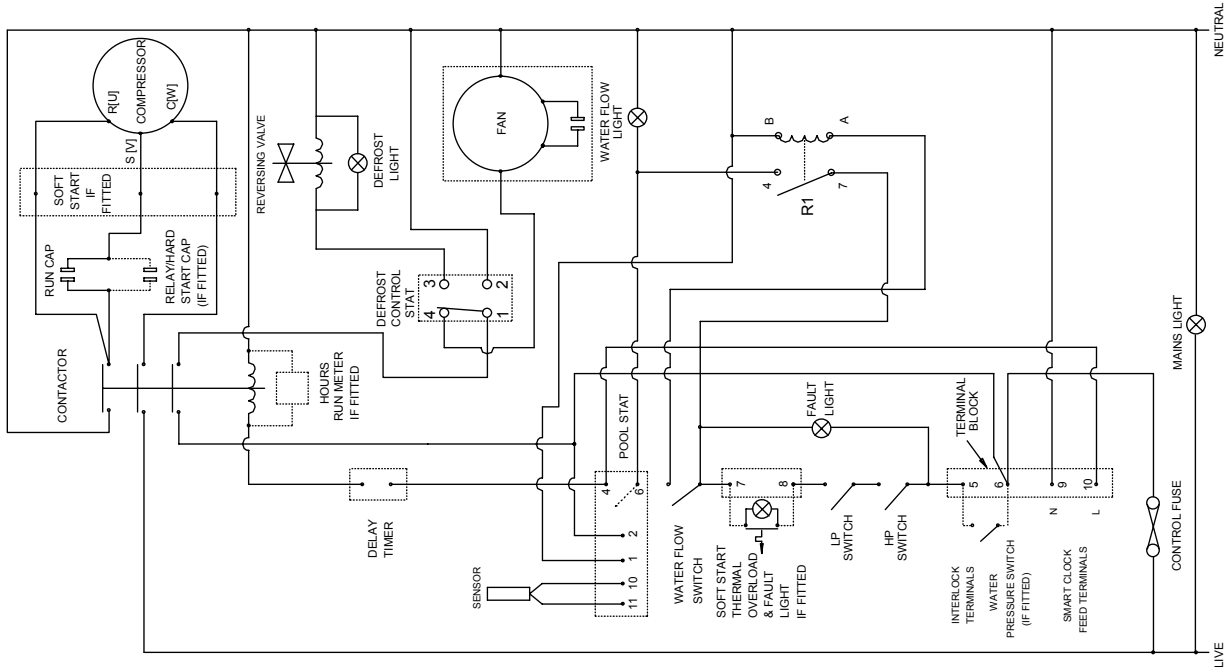 CONTACTOR
RUN CAP
RELAY/HARD
START CAP
(IF FITTED)
SOFT
START
IF
FITTED
S [V]
R[U]
COMPRESSOR
C[W]
HOURS
RUN METER
IF FITTED
REVERSING VALVE
DEFROST
LIGHT
DEFROST
CONTROL
STAT
4
3
1
2
FAN
WATER FLOW
LIGHT
DELAY
TIMER
SENSOR
POOL STAT
11
10
1
2
4
6
WATER FLOW
SWITCH
R1
4
7
B
A
SOFT START
THERMAL
OVERLOAD
& FAULT
LIGHT
IF FITTED
7
8
FAULT
LIGHT
LP
SWITCH
HP
SWITCH
TERMINAL
BLOCK
INTERLOCK
TERMINALS
WATER
PRESSURE SWITCH
(IF FITTED)
SMART CLOCK
FEED TERMINALS
5
6
N
9
L
10
CONTROL FUSE
MAINS LIGHT
LIVE
NEUTRAL